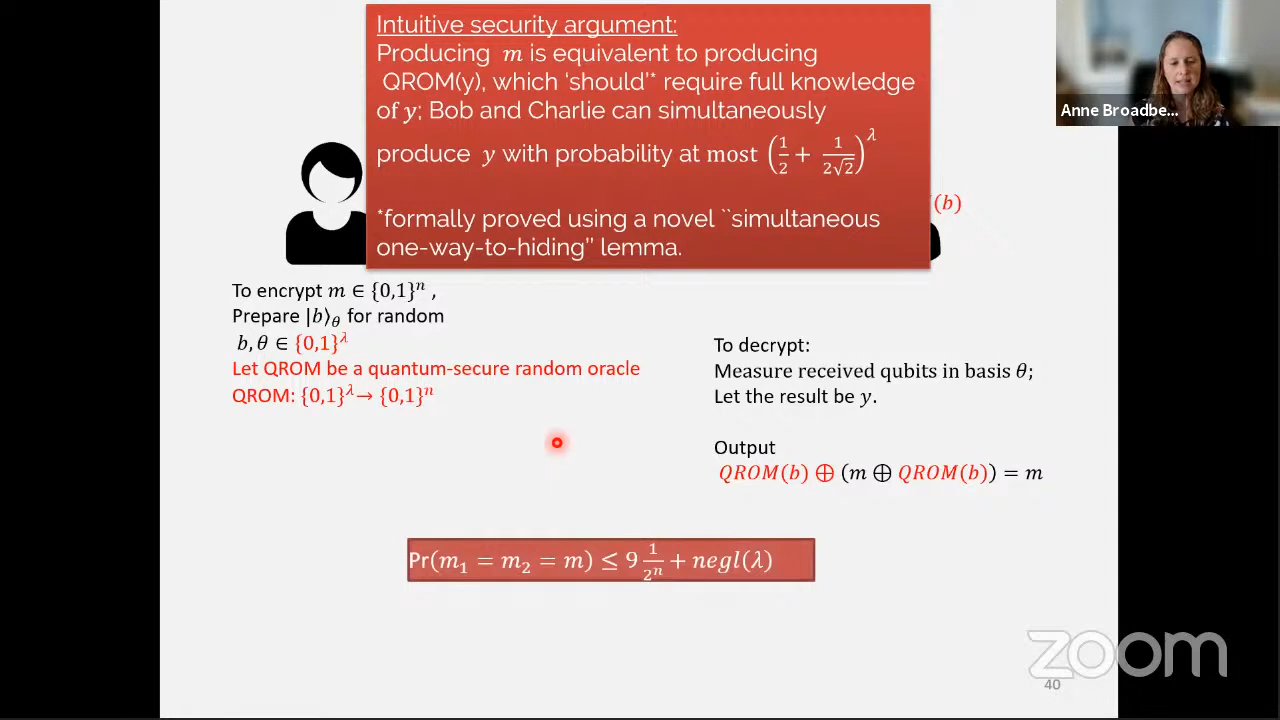 Intuitive security argument:
Producing m is equivalent to producing
QROM(y), which ‘should’* require full knowledge
of y; Bob and Charlie can simultaneously
produce y with probability at most (1/2 + 1/(2√2))^λ
*formally proved using a novel ``simultaneous
one-way-to-hiding’’ lemma.
Anne Broadbe...
(b)
To encrypt m ∈ {0,1}^n ,
Prepare |b⟩_θ for random
b, θ ∈ {0,1}^λ
Let QROM be a quantum-secure random oracle
QROM: {0,1}^λ → {0,1}^n
To decrypt:
Measure received qubits in basis θ;
Let the result be y.
Output
QROM(b) ⊕ (m ⊕ QROM(b)) = m
Pr(m₁ = m₂ = m) ≤ 9 1/2^n + negl(λ)
zoom
40